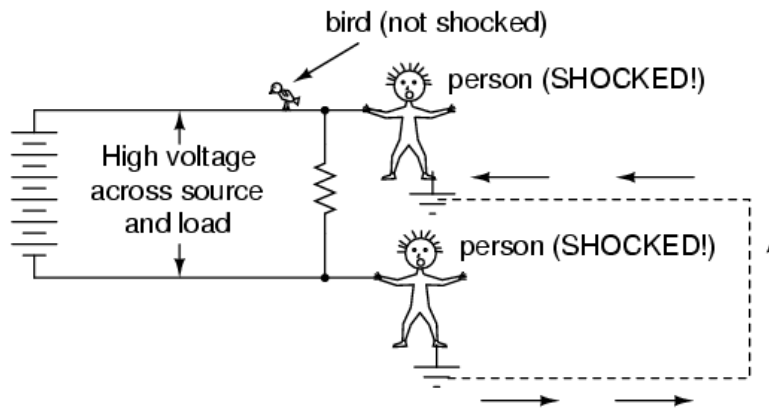 bird (not shocked)
person (SHOCKED!)
High voltage
across source
and load
person (SHOCKED!)